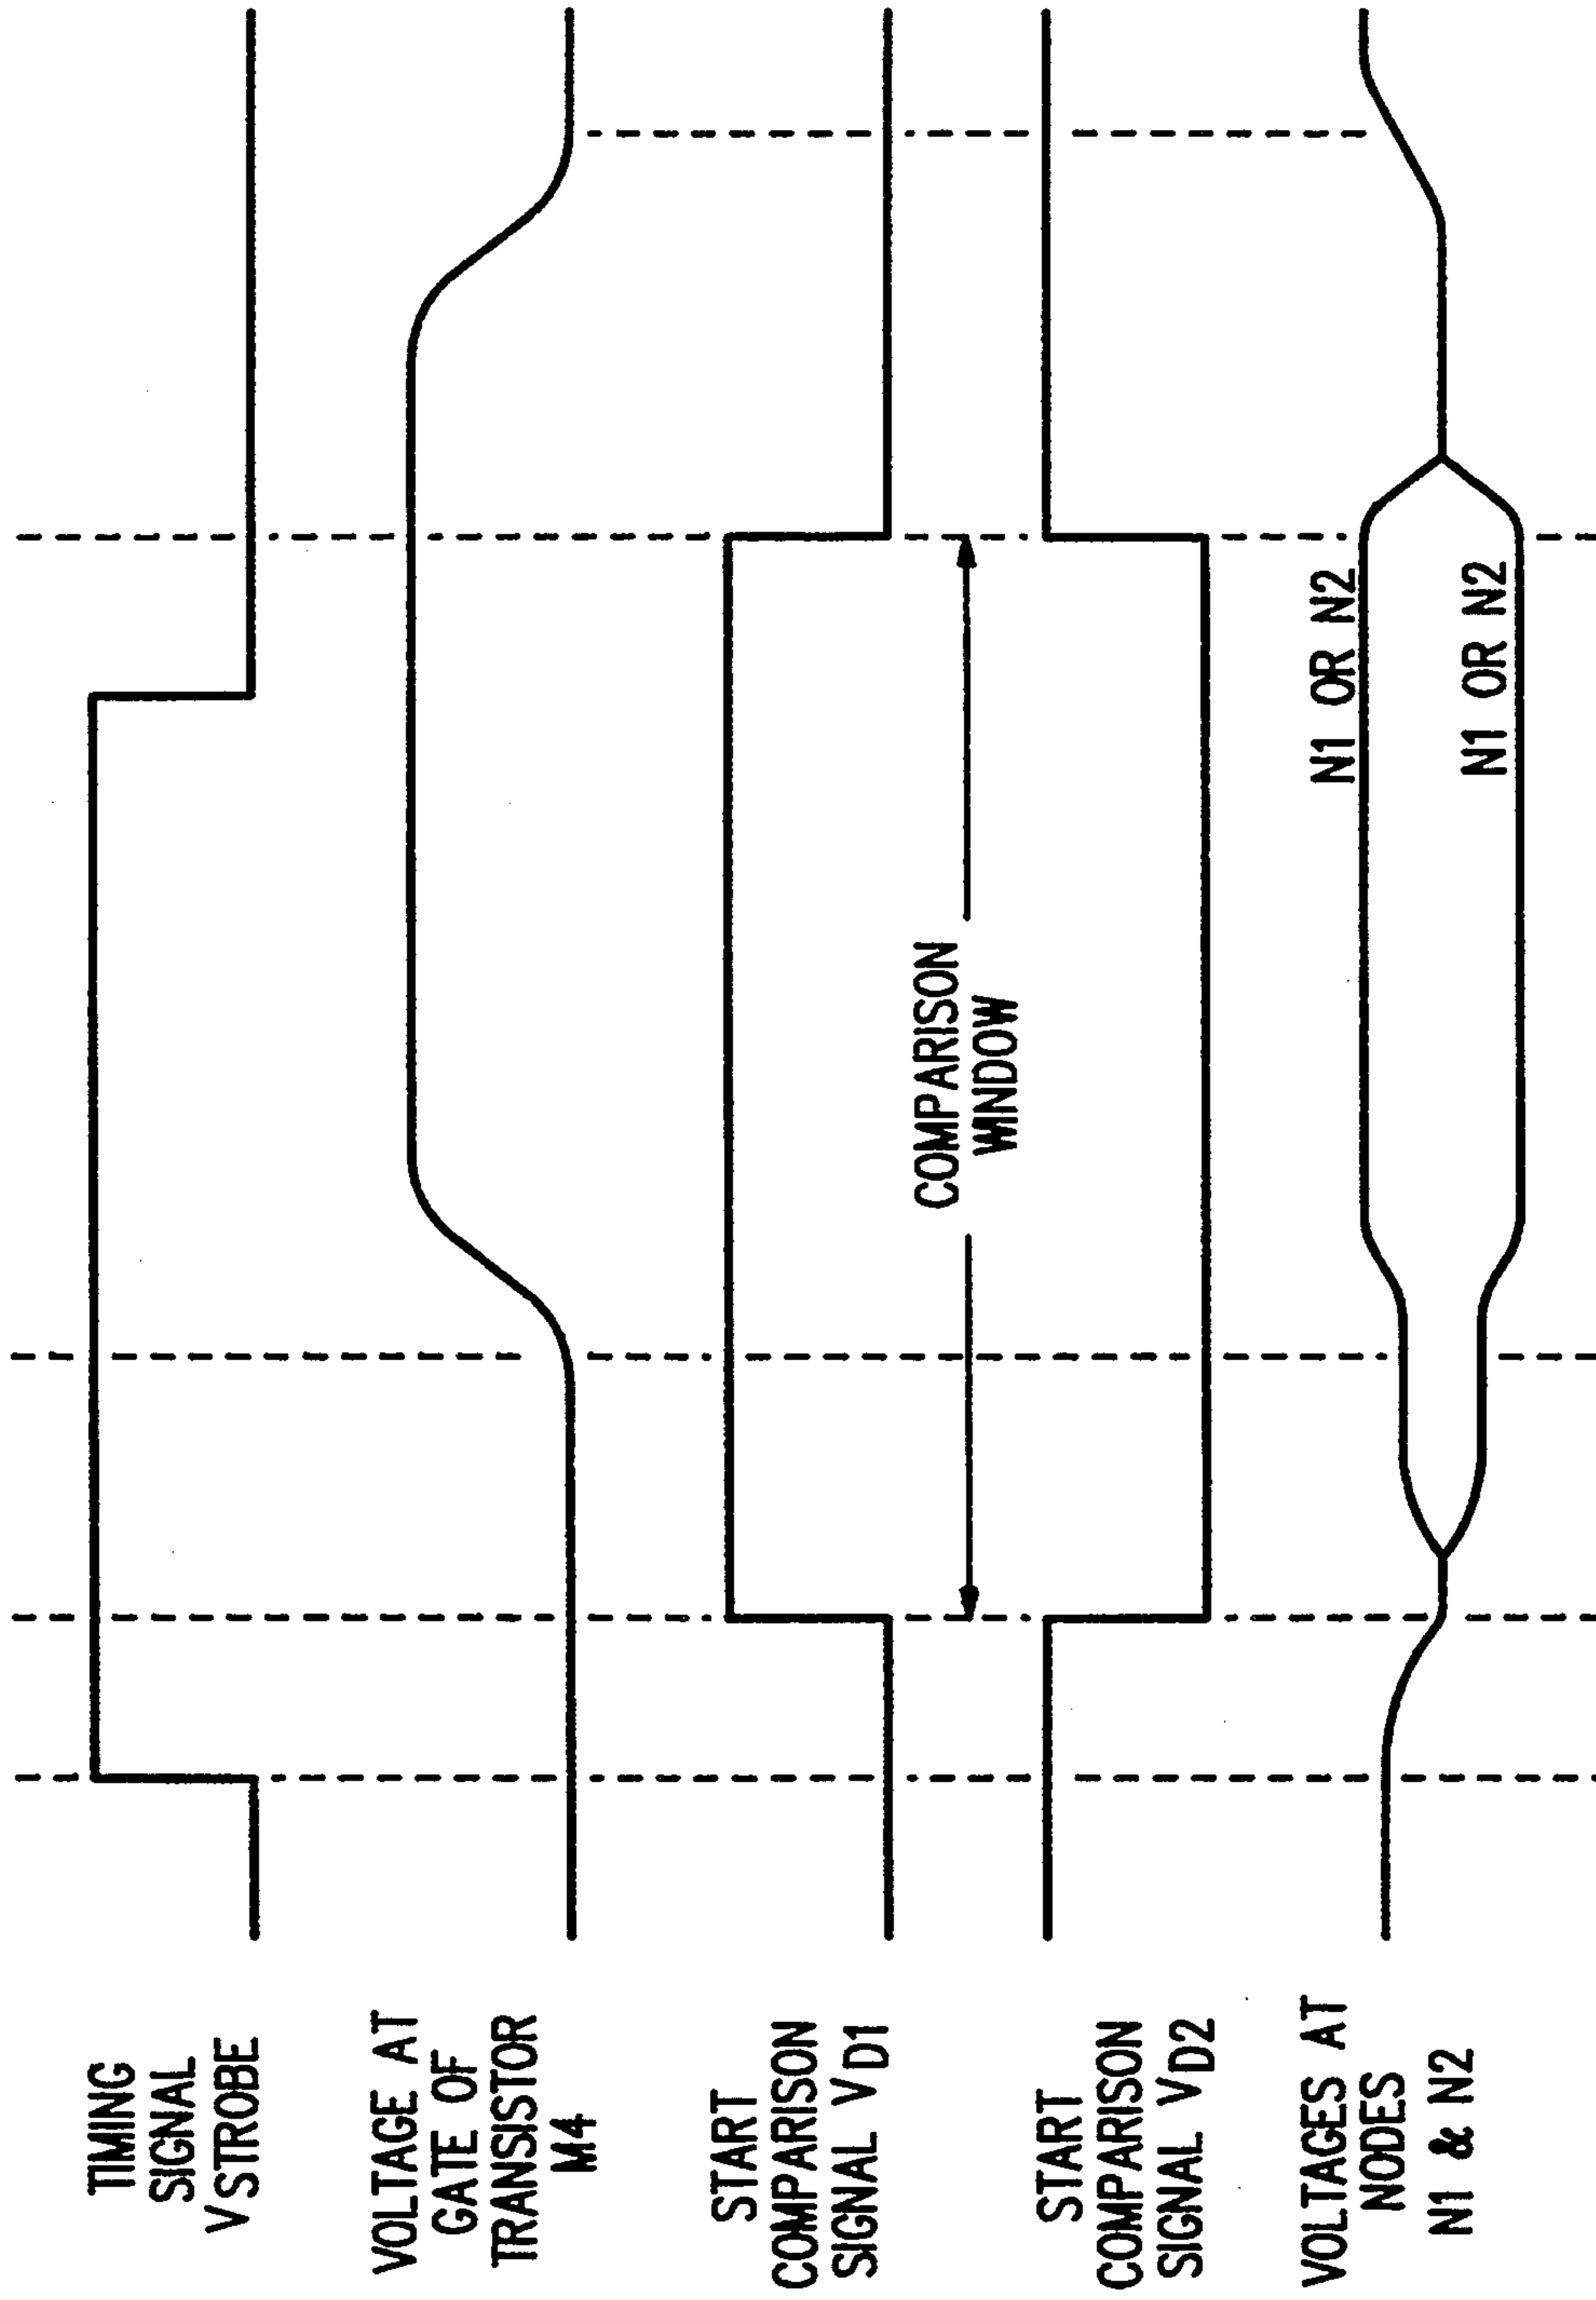 TIMING
SIGNAL
VSTROBE
VOLTAGE AT
GATE OF
TRANSISTOR
M4
START
COMPARISON
SIGNAL VD1
COMPARISON
WINDOW
START
COMPARISON
SIGNAL VD2
VOLTAGES AT
NODES
N1 & N2
N1 OR N2
N1 OR N2